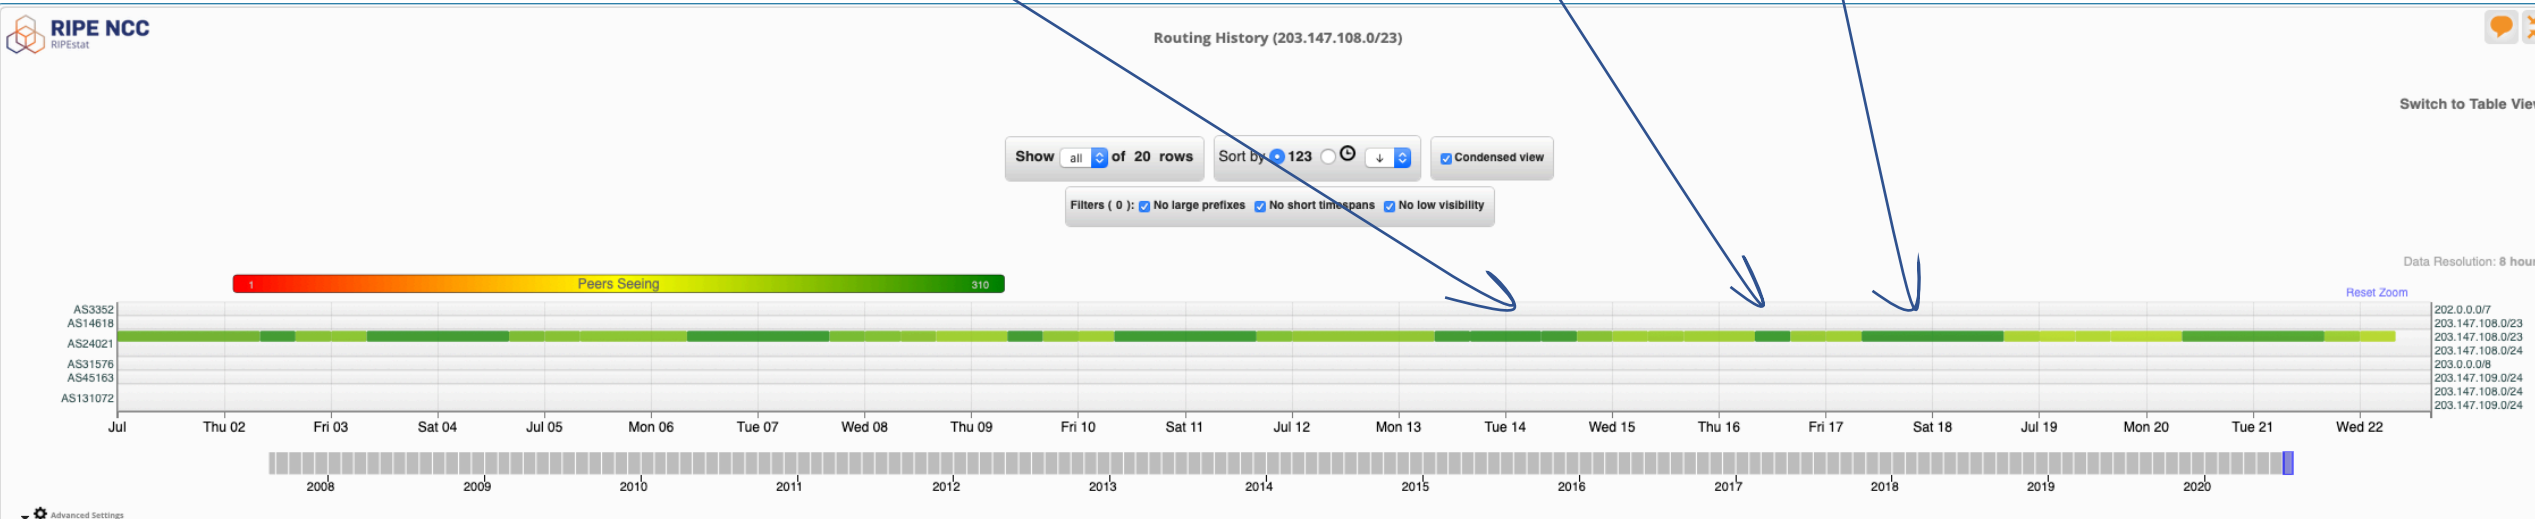 RIPE NCC
RIPEstat
Routing History (203.147.108.0/23)
Switch to Table Vie
Show all of 20 rows Sort by 123 ↓ Condensed view
Filters ( 0 ): No large prefixes No short timespans No low visibility
Data Resolution: 8 hour
1 Peers Seeing 310
Reset Zoom
AS3352
AS14618
AS24021
AS31576
AS45163
AS131072
202.0.0.0/7
203.147.108.0/23
203.147.108.0/23
203.147.108.0/24
203.0.0.0/8
203.147.109.0/24
203.147.108.0/24
203.147.109.0/24
Jul Thu 02 Fri 03 Sat 04 Jul 05 Mon 06 Tue 07 Wed 08 Thu 09 Fri 10 Sat 11 Jul 12 Mon 13 Tue 14 Wed 15 Thu 16 Fri 17 Sat 18 Jul 19 Mon 20 Tue 21 Wed 22
2008 2009 2010 2011 2012 2013 2014 2015 2016 2017 2018 2019 2020
Advanced Settings